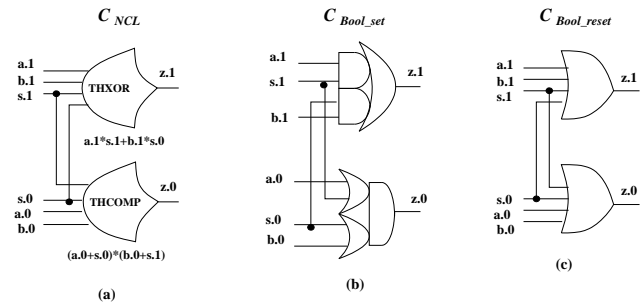 C NCL
a.1
b.1
s.1
THXOR
z.1
a.1*s.1+b.1*s.0
s.0
a.0
b.0
THCOMP
z.0
(a.0+s.0)*(b.0+s.1)
(a)
C Bool_set
a.1
s.1
b.1
z.1
a.0
s.0
b.0
z.0
(b)
C Bool_reset
a.1
b.1
s.1
z.1
s.0
a.0
b.0
z.0
(c)